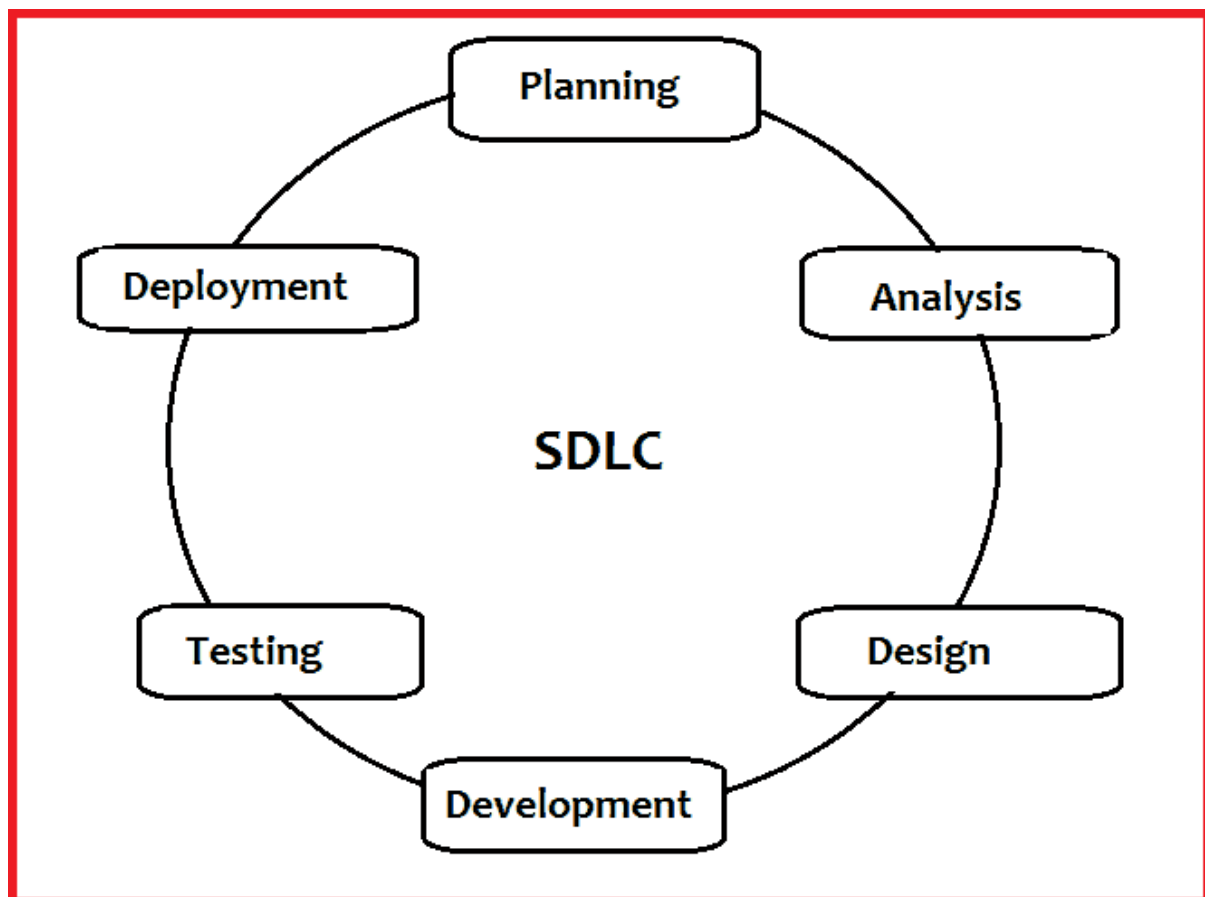 Planning
Deployment
Analysis
SDLC
Testing
Design
Development